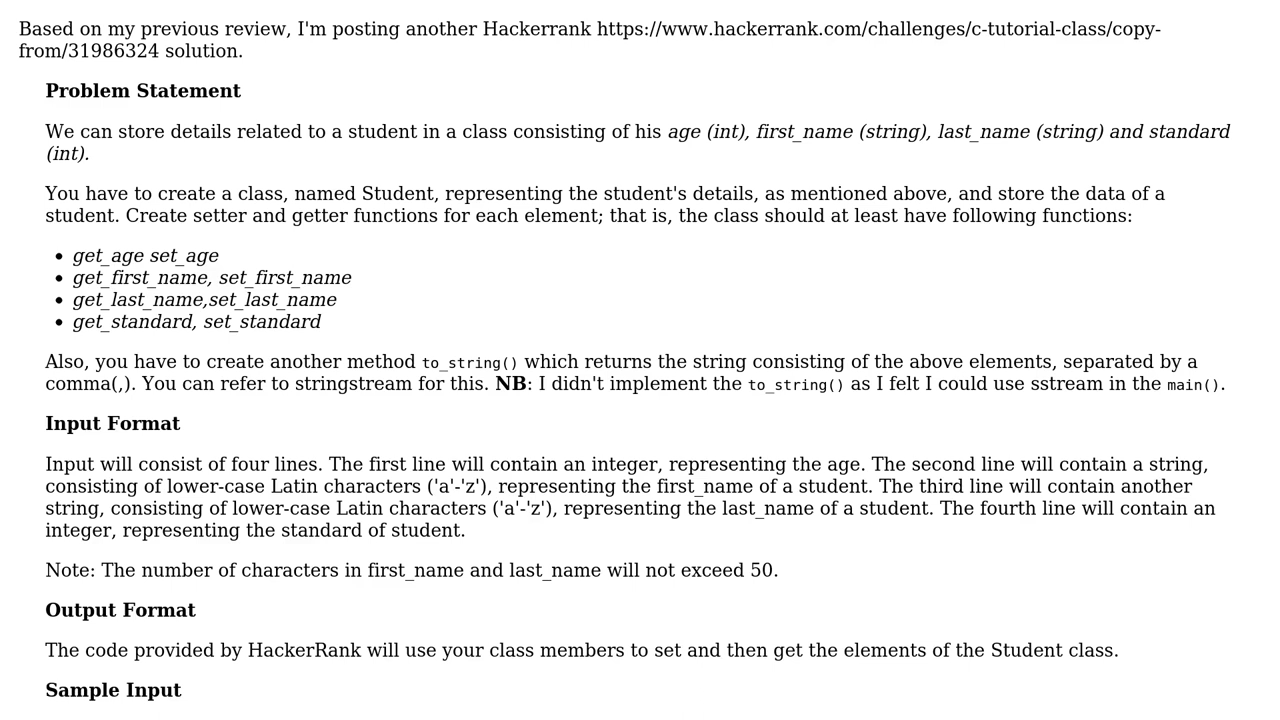 Based on my previous review, I'm posting another Hackerrank https://www.hackerrank.com/challenges/c-tutorial-class/copy-
from/31986324 solution.
Problem Statement
We can store details related to a student in a class consisting of his age (int), first_name (string), last_name (string) and standard
(int).
You have to create a class, named Student, representing the student's details, as mentioned above, and store the data of a
student. Create setter and getter functions for each element; that is, the class should at least have following functions:
• get_age set_age
• get_first_name, set_first_name
• get_last_name,set_last_name
• get_standard, set_standard
Also, you have to create another method to_string() which returns the string consisting of the above elements, separated by a
comma(,). You can refer to stringstream for this. NB: I didn't implement the to_string() as I felt I could use sstream in the main().
Input Format
Input will consist of four lines. The first line will contain an integer, representing the age. The second line will contain a string,
consisting of lower-case Latin characters ('a'-'z'), representing the first_name of a student. The third line will contain another
string, consisting of lower-case Latin characters ('a'-'z'), representing the last_name of a student. The fourth line will contain an
integer, representing the standard of student.
Note: The number of characters in first_name and last_name will not exceed 50.
Output Format
The code provided by HackerRank will use your class members to set and then get the elements of the Student class.
Sample Input